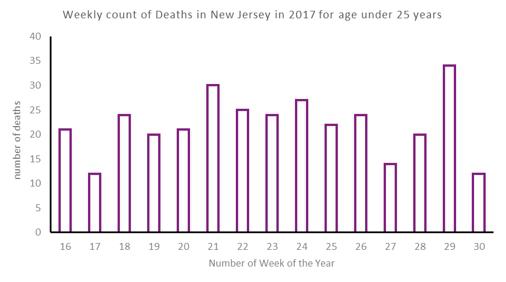 Weekly count of Deaths in New Jersey in 2017 for age under 25 years
number of deaths
40
35
30
25
20
15
10
5
0
16 17 18 19 20 21 22 23 24 25 26 27 28 29 30
Number of Week of the Year